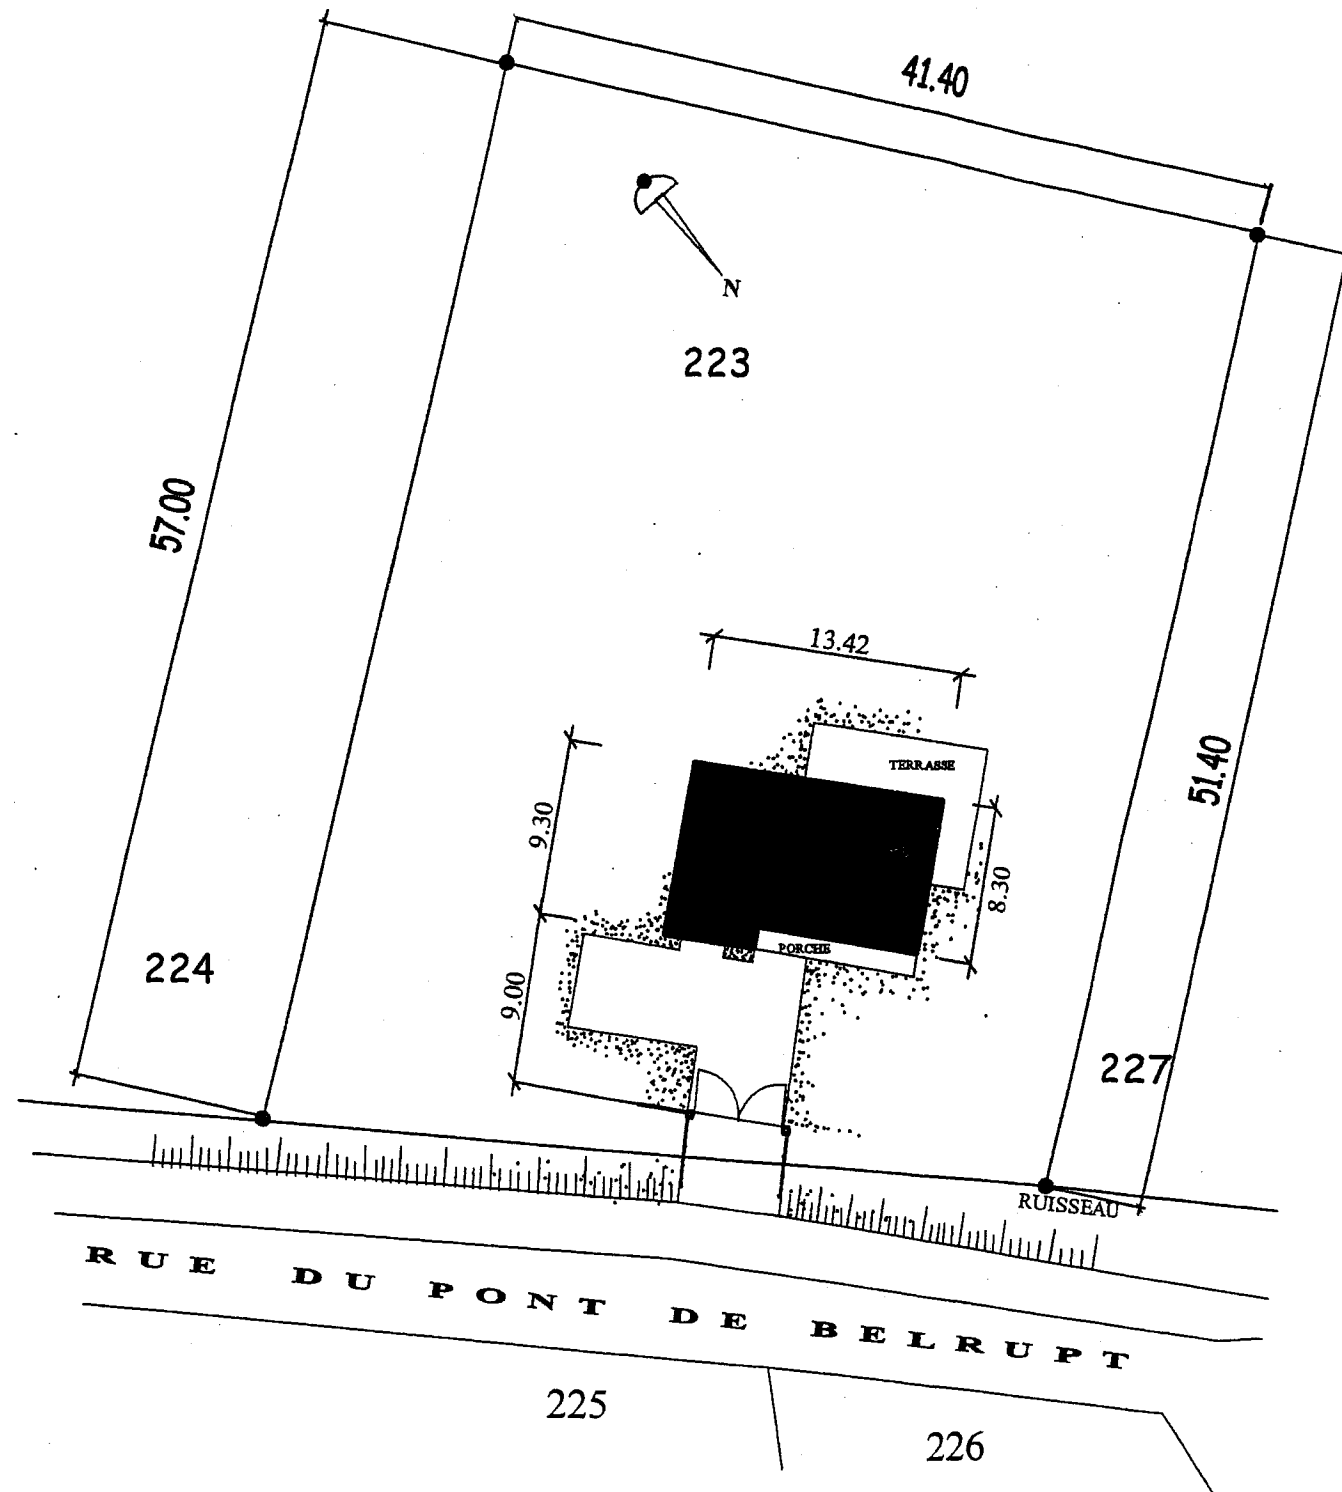 41.40
N
223
57.00
13.42
TERRASSE
51.40
9.30
8.30
PORCHE
224
9.00
227
RUISSEAU
RUE DU PONT DE BELRUPT
225
226